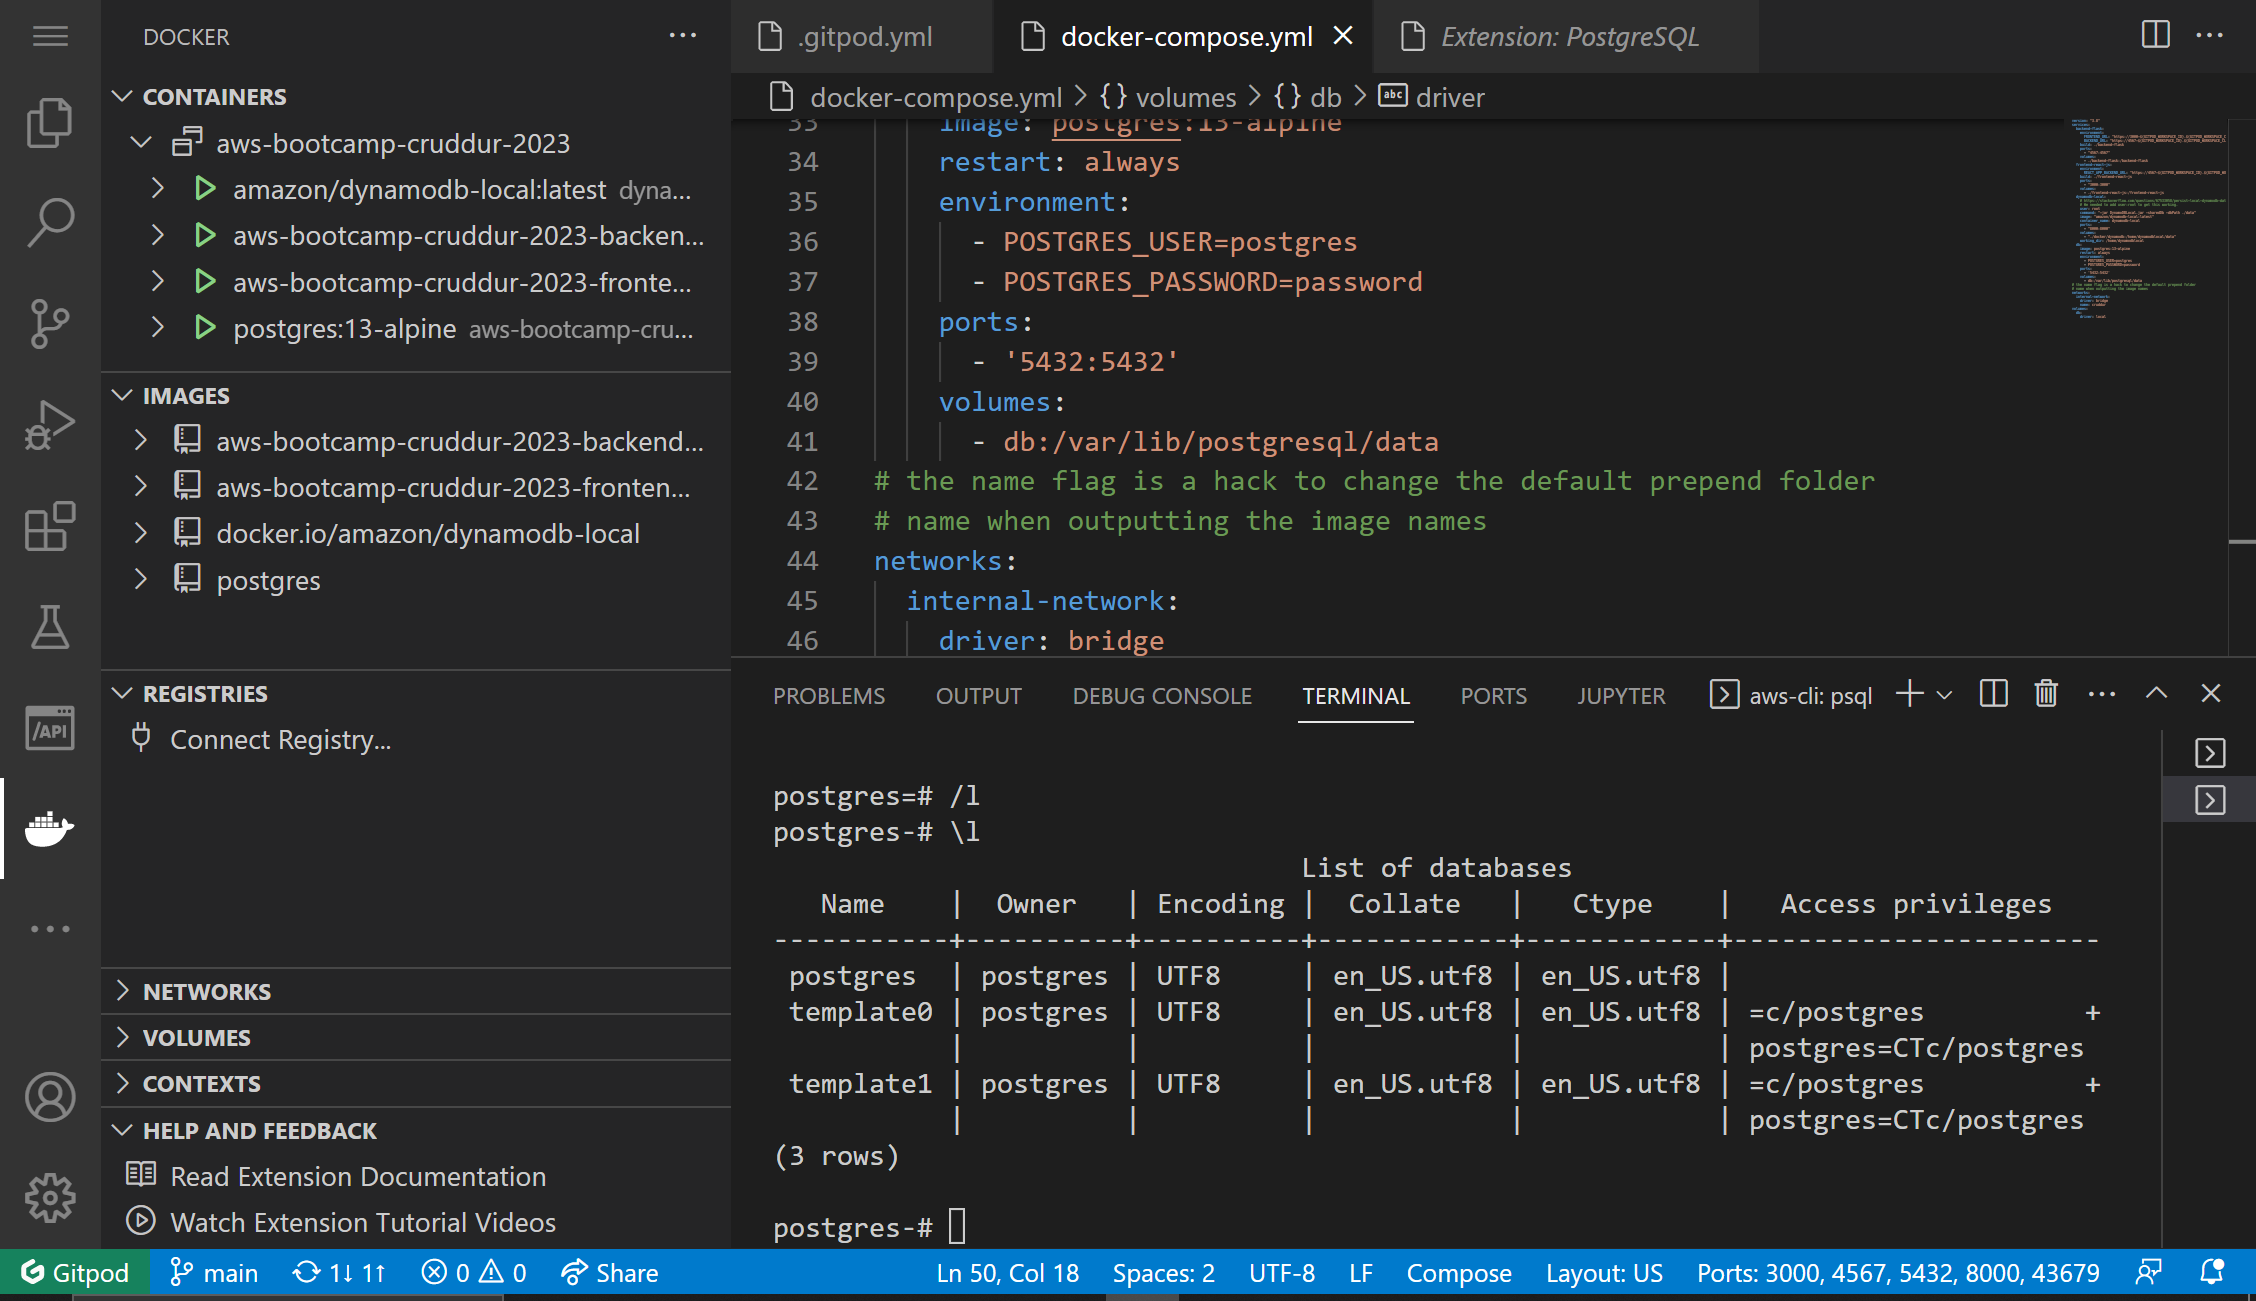 DOCKER
CONTAINERS
aws-bootcamp-cruddur-2023
amazon/dynamodb-local:latest dyna...
aws-bootcamp-cruddur-2023-backen...
aws-bootcamp-cruddur-2023-fronte...
postgres:13-alpine aws-bootcamp-cru...
IMAGES
aws-bootcamp-cruddur-2023-backend...
aws-bootcamp-cruddur-2023-fronten...
docker.io/amazon/dynamodb-local
postgres
REGISTRIES
Connect Registry...
NETWORKS
VOLUMES
CONTEXTS
HELP AND FEEDBACK
Read Extension Documentation
Watch Extension Tutorial Videos
/API
.gitpod.yml docker-compose.yml Extension: PostgreSQL
docker-compose.yml > {} volumes > {} db > abc driver
33 image: postgres:13-alpine
34 restart: always
35 environment:
36 - POSTGRES_USER=postgres
37 - POSTGRES_PASSWORD=password
38 ports:
39 - '5432:5432'
40 volumes:
41 - db:/var/lib/postgresql/data
42 # the name flag is a hack to change the default prepend folder
43 # name when outputting the image names
44 networks:
45 internal-network:
46 driver: bridge
PROBLEMS OUTPUT DEBUG CONSOLE TERMINAL PORTS JUPYTER aws-cli: psql
postgres=# /l
postgres-# \l
List of databases
Name | Owner | Encoding | Collate | Ctype | Access privileges
-----------+----------+----------+------------+------------+-----------------------
postgres | postgres | UTF8 | en_US.utf8 | en_US.utf8 |
template0 | postgres | UTF8 | en_US.utf8 | en_US.utf8 | =c/postgres +
| | | | | postgres=CTc/postgres
template1 | postgres | UTF8 | en_US.utf8 | en_US.utf8 | =c/postgres +
| | | | | postgres=CTc/postgres
(3 rows)
postgres-#
Gitpod main 1↓ 1↑ 0 0 Share Ln 50, Col 18 Spaces: 2 UTF-8 LF Compose Layout: US Ports: 3000, 4567, 5432, 8000, 43679